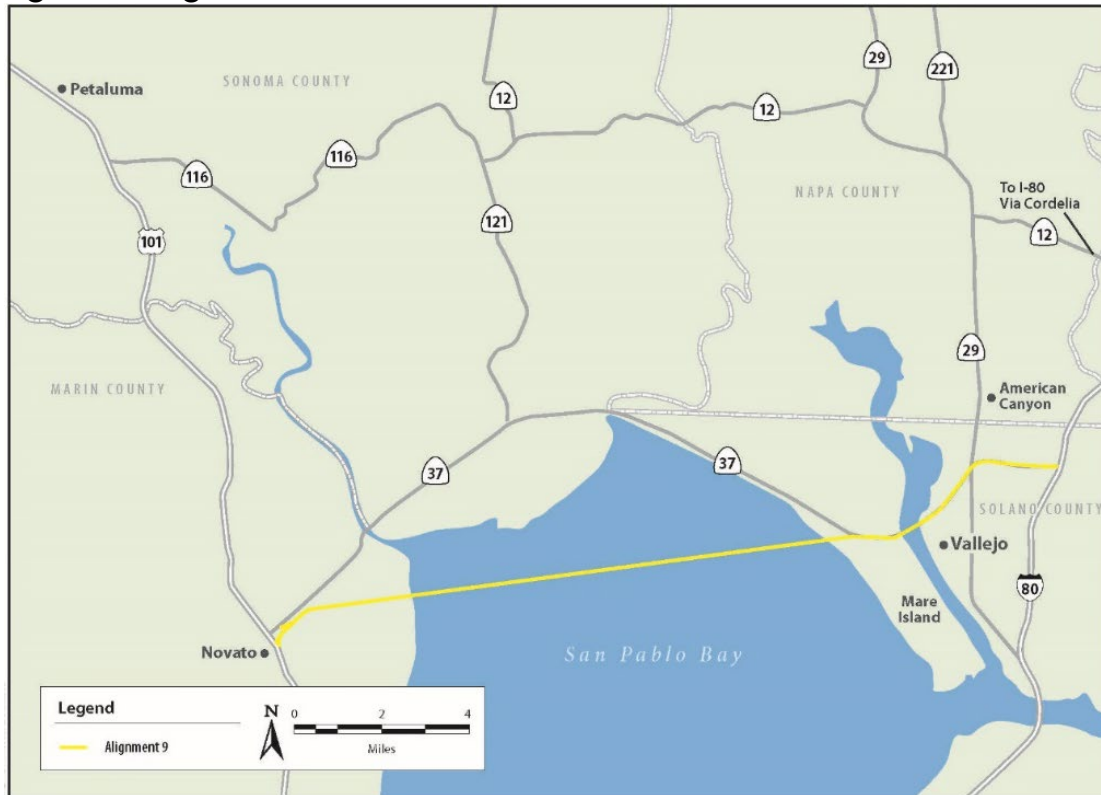 Petaluma
SONOMA COUNTY
12
29
221
12
116
116
NAPA COUNTY
To I-80
Via Cordelia
121
12
101
29
MARIN COUNTY
American
Canyon
37
37
SOLANO COUNTY
Vallejo
80
Mare
Island
Novato
San Pablo Bay
Legend
Alignment 9
N
0 2 4
Miles